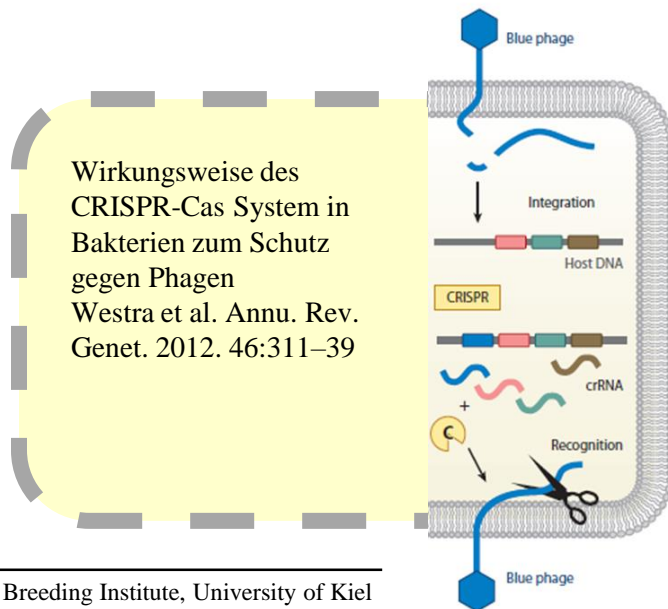 Blue phage
Wirkungsweise des
CRISPR-Cas System in
Bakterien zum Schutz
gegen Phagen
Westra et al. Annu. Rev.
Genet. 2012. 46:311–39
Integration
Host DNA
CRISPR
crRNA
+
C
Recognition
Blue phage
Breeding Institute, University of Kiel